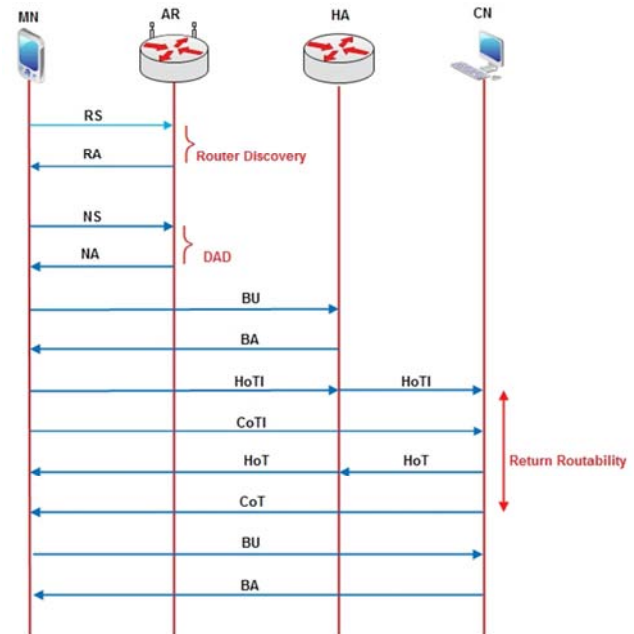 MN
AR
HA
CN
RS
RA
Router Discovery
NS
NA
DAD
BU
BA
HoTI HoTI
CoTI
HoT HoT
Return Routability
CoT
BU
BA